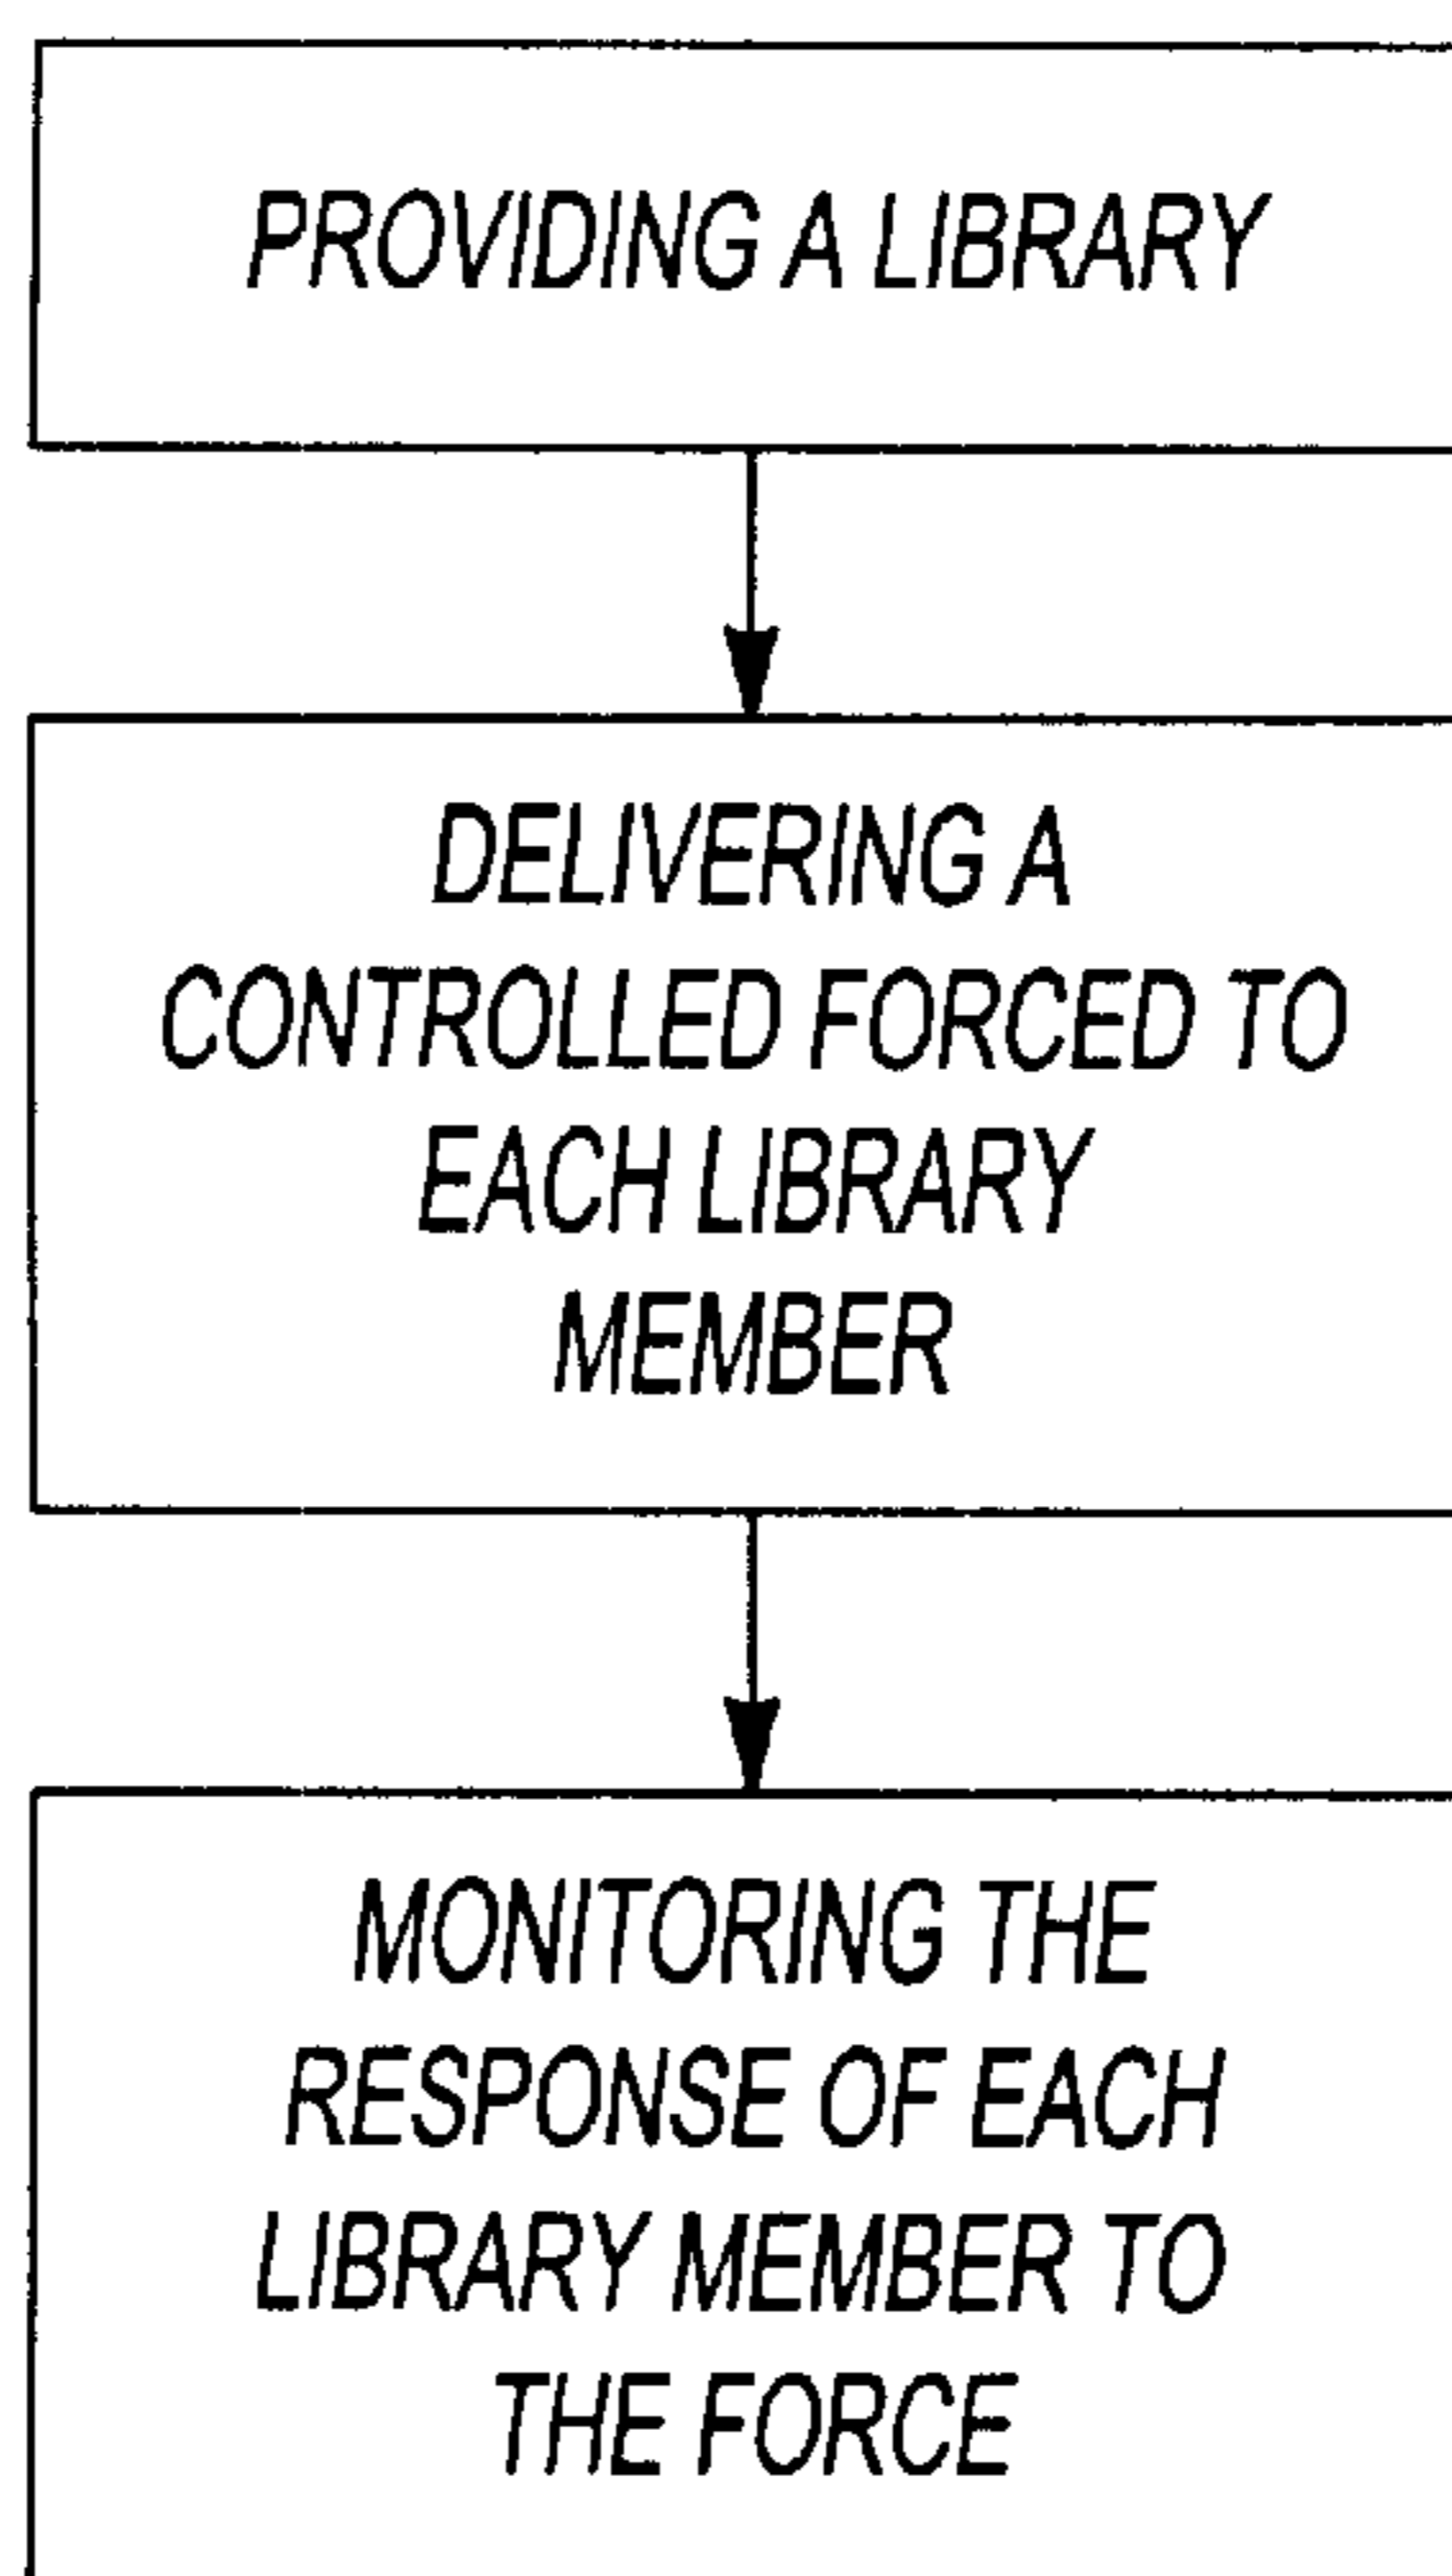 PROVIDING A LIBRARY
DELIVERING A
CONTROLLED FORCED TO
EACH LIBRARY
MEMBER
MONITORING THE
RESPONSE OF EACH
LIBRARY MEMBER TO
THE FORCE